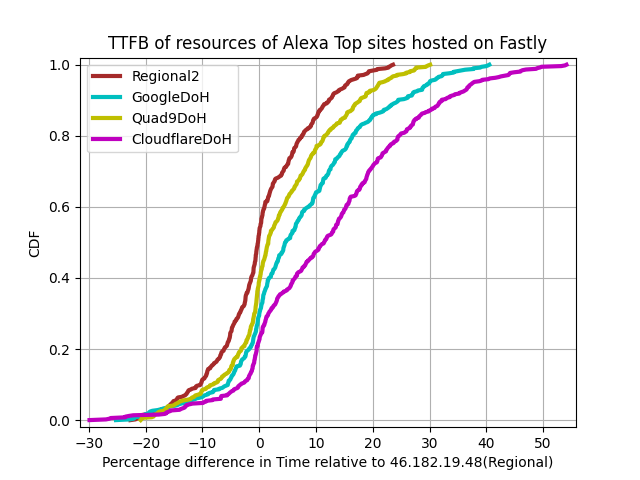 TTFB of resources of Alexa Top sites hosted on Fastly
1.0
0.8
0.6
0.4
0.2
0.0
CDF
Regional2
GoogleDoH
Quad9DoH
CloudflareDoH
−30 −20 −10 0 10 20 30 40 50
Percentage difference in Time relative to 46.182.19.48(Regional)